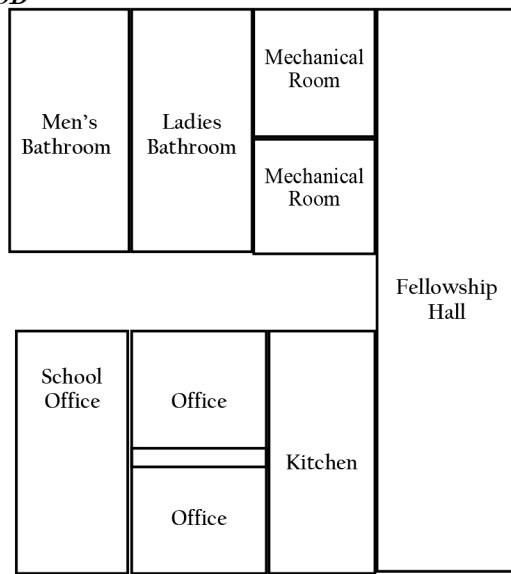 Men's
Bathroom
Ladies
Bathroom
Mechanical
Room
Mechanical
Room
Fellowship
Hall
School
Office
Office
Kitchen
Office